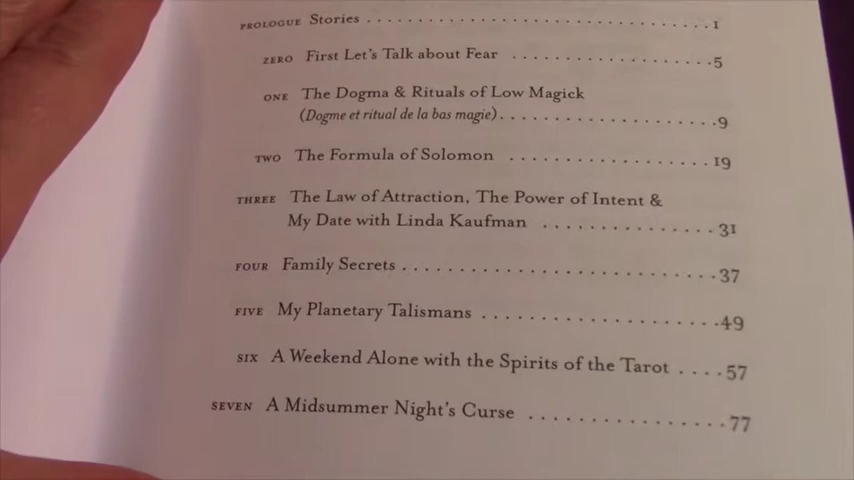 PROLOGUE Stories . . . . . . . . . . . . . . . . . . . . . . . . . . . . . . . . . . . 1
ZERO First Let's Talk about Fear . . . . . . . . . . . . . . . . . . . . . 5
ONE The Dogma & Rituals of Low Magick
(Dogme et ritual de la bas magie) . . . . . . . . . . . . . . . . . . . . . . 9
TWO The Formula of Solomon . . . . . . . . . . . . . . . . . . . . 19
THREE The Law of Attraction, The Power of Intent &
My Date with Linda Kaufman . . . . . . . . . . . . . . . . 31
FOUR Family Secrets . . . . . . . . . . . . . . . . . . . . . . . . . . . . . 37
FIVE My Planetary Talismans . . . . . . . . . . . . . . . . . . . . . 49
SIX A Weekend Alone with the Spirits of the Tarot . . . . 57
SEVEN A Midsummer Night's Curse . . . . . . . . . . . . . . . . . 77